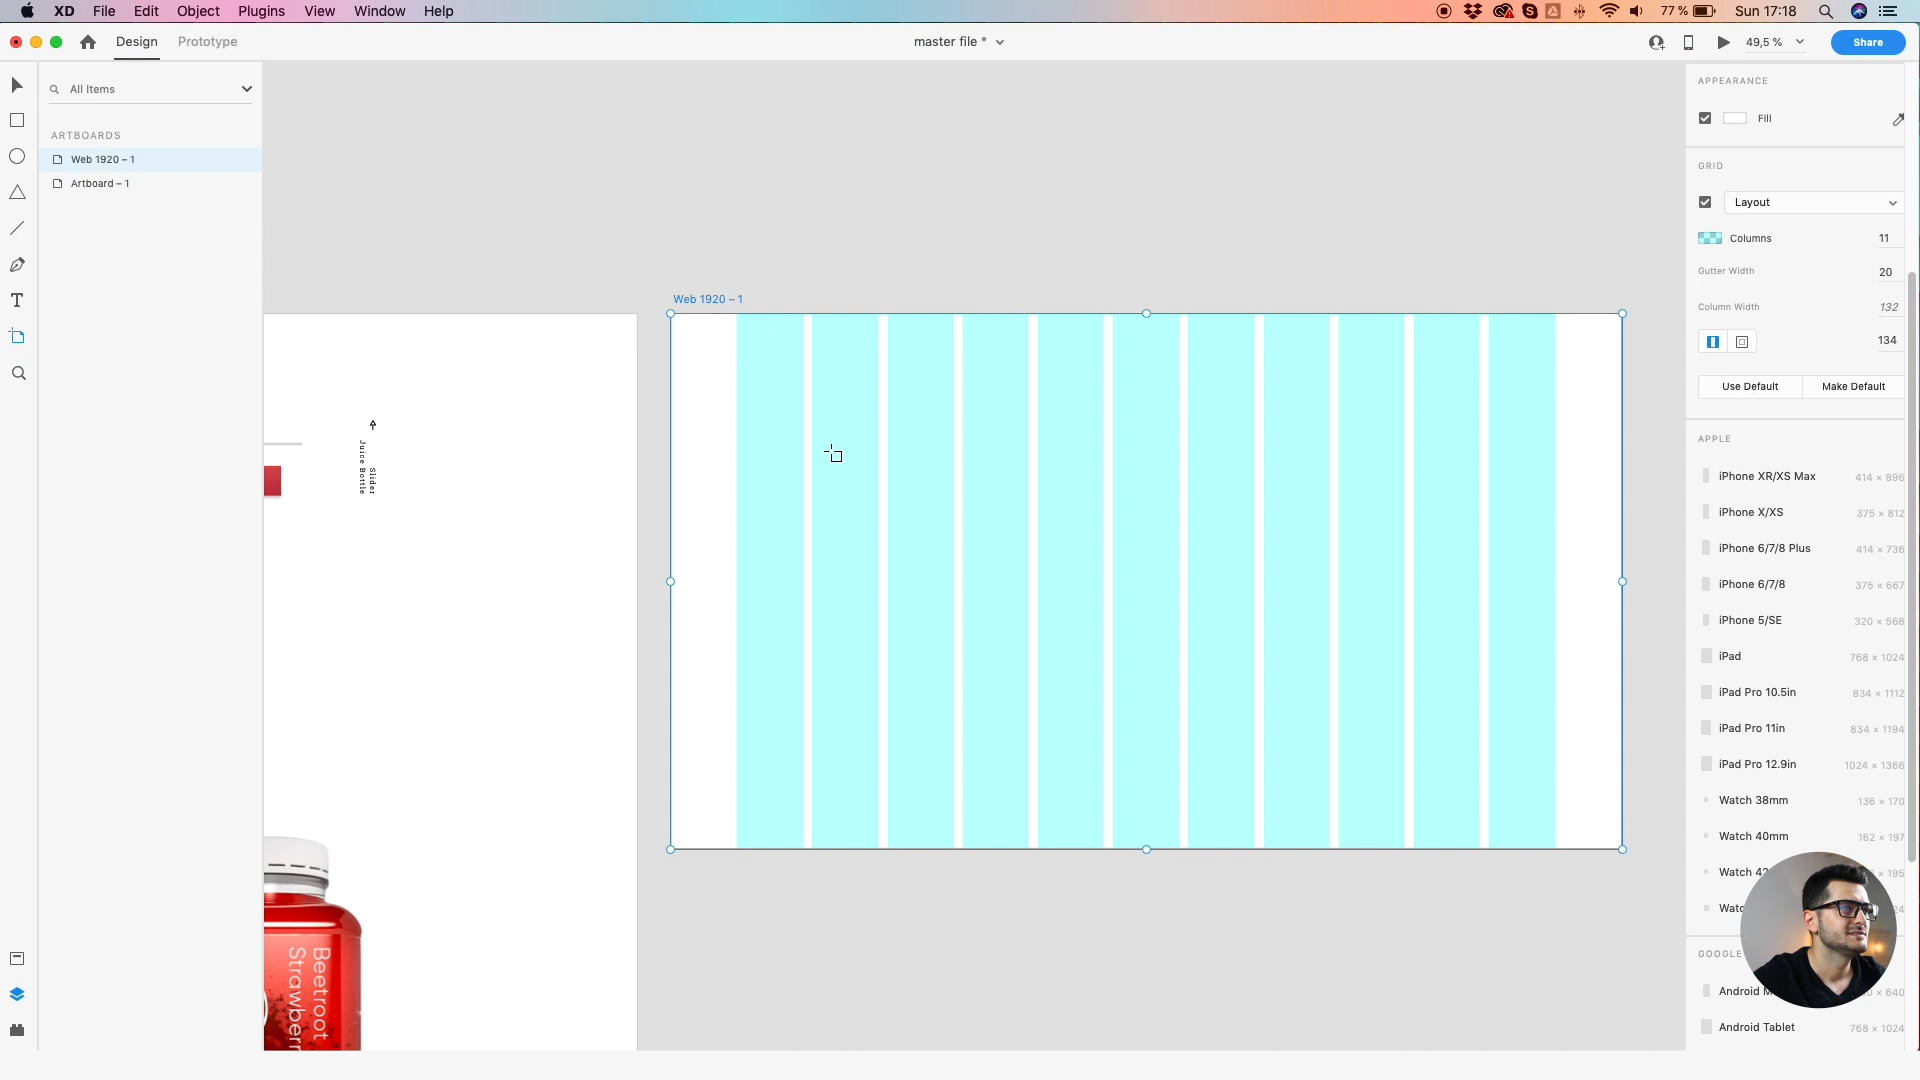 XD File Edit Object Plugins View Window Help
77 % Sun 17:18
Design Prototype
master file *
49,5 %
Share
All Items
ARTBOARDS
Web 1920 – 1
Artboard – 1
Web 1920 – 1
Slider
Juice Bottle
Beetroot
APPEARANCE
Fill
GRID
Layout
Columns 11
Gutter Width 20
Column Width 132
134
Use Default Make Default
APPLE
iPhone XR/XS Max 414 × 896
iPhone X/XS 375 × 812
iPhone 6/7/8 Plus 414 × 736
iPhone 6/7/8 375 × 667
iPhone 5/SE 320 × 568
iPad 768 × 1024
iPad Pro 10.5in 834 × 1112
iPad Pro 11in 834 × 1194
iPad Pro 12.9in 1024 × 1366
Watch 38mm 136 × 170
Watch 40mm 162 × 197
Watch × 195
GOOGLE
Android × 640
Android Tablet 768 × 1024